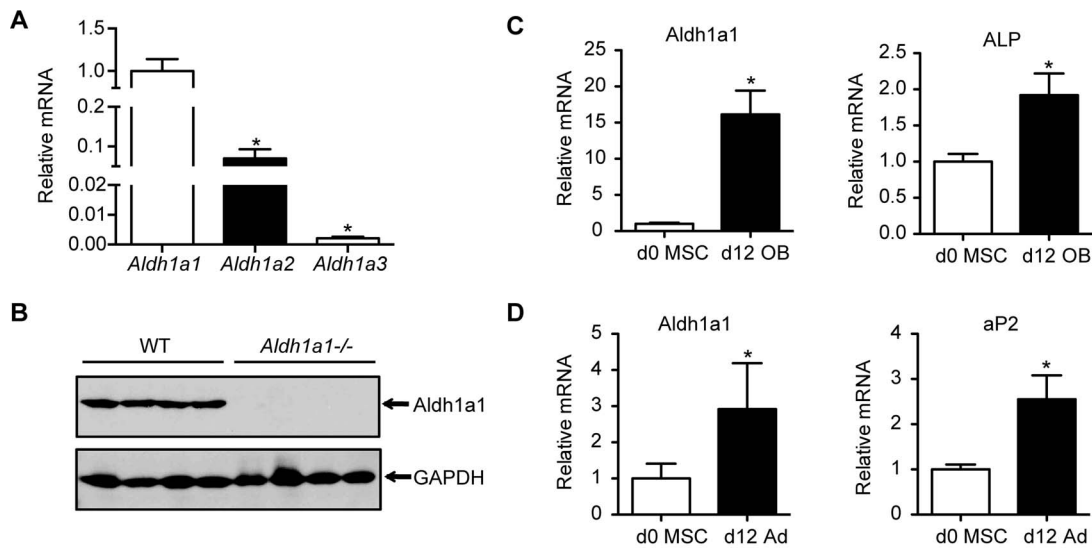 A
Relative mRNA
1.5
1.0
0.2
0.1
0.02
0.01
0.00
Aldh1a1 Aldh1a2 Aldh1a3
*
*
B
WT Aldh1a1-/-
Aldh1a1
GAPDH
C
Aldh1a1
Relative mRNA
25
20
15
10
5
0
*
d0 MSC d12 OB
ALP
Relative mRNA
2.5
2.0
1.5
1.0
0.5
0.0
*
d0 MSC d12 OB
D
Aldh1a1
Relative mRNA
5
4
3
2
1
0
*
d0 MSC d12 Ad
aP2
Relative mRNA
4
3
2
1
0
*
d0 MSC d12 Ad